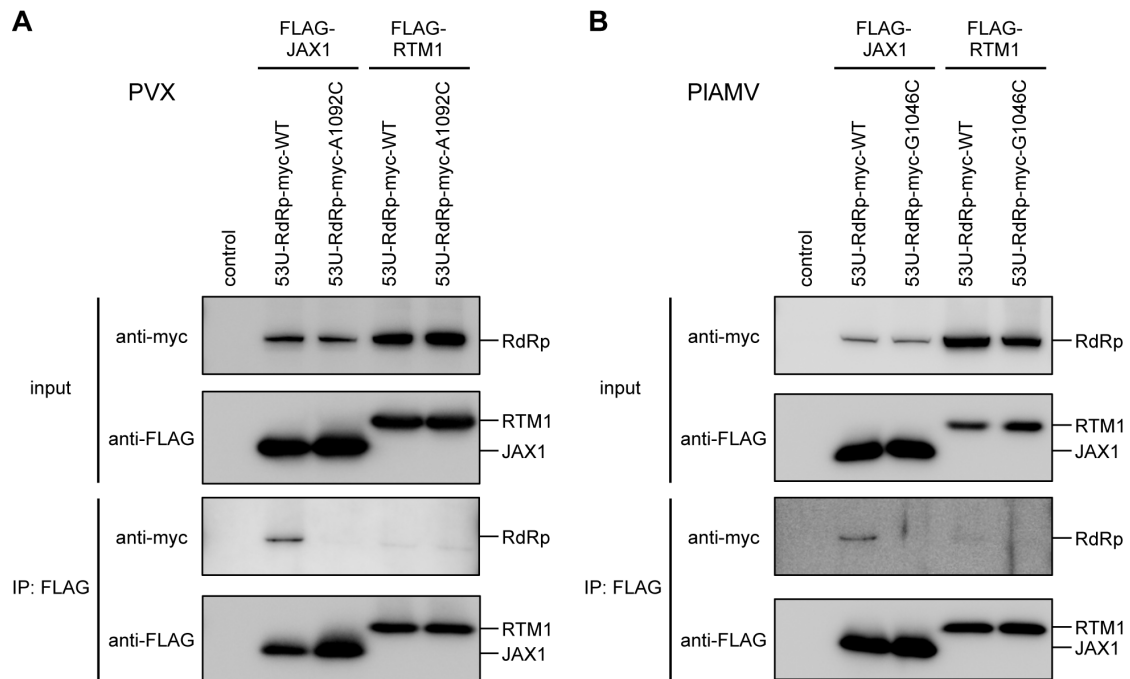 A
FLAG-
JAX1
FLAG-
RTM1
PVX
control
53U-RdRp-myc-WT
53U-RdRp-myc-A1092C
53U-RdRp-myc-WT
53U-RdRp-myc-A1092C
input
anti-myc
RdRp
anti-FLAG
RTM1
JAX1
IP: FLAG
anti-myc
RdRp
anti-FLAG
RTM1
JAX1
B
FLAG-
JAX1
FLAG-
RTM1
PlAMV
control
53U-RdRp-myc-WT
53U-RdRp-myc-G1046C
53U-RdRp-myc-WT
53U-RdRp-myc-G1046C
input
anti-myc
RdRp
anti-FLAG
RTM1
JAX1
IP: FLAG
anti-myc
RdRp
anti-FLAG
RTM1
JAX1